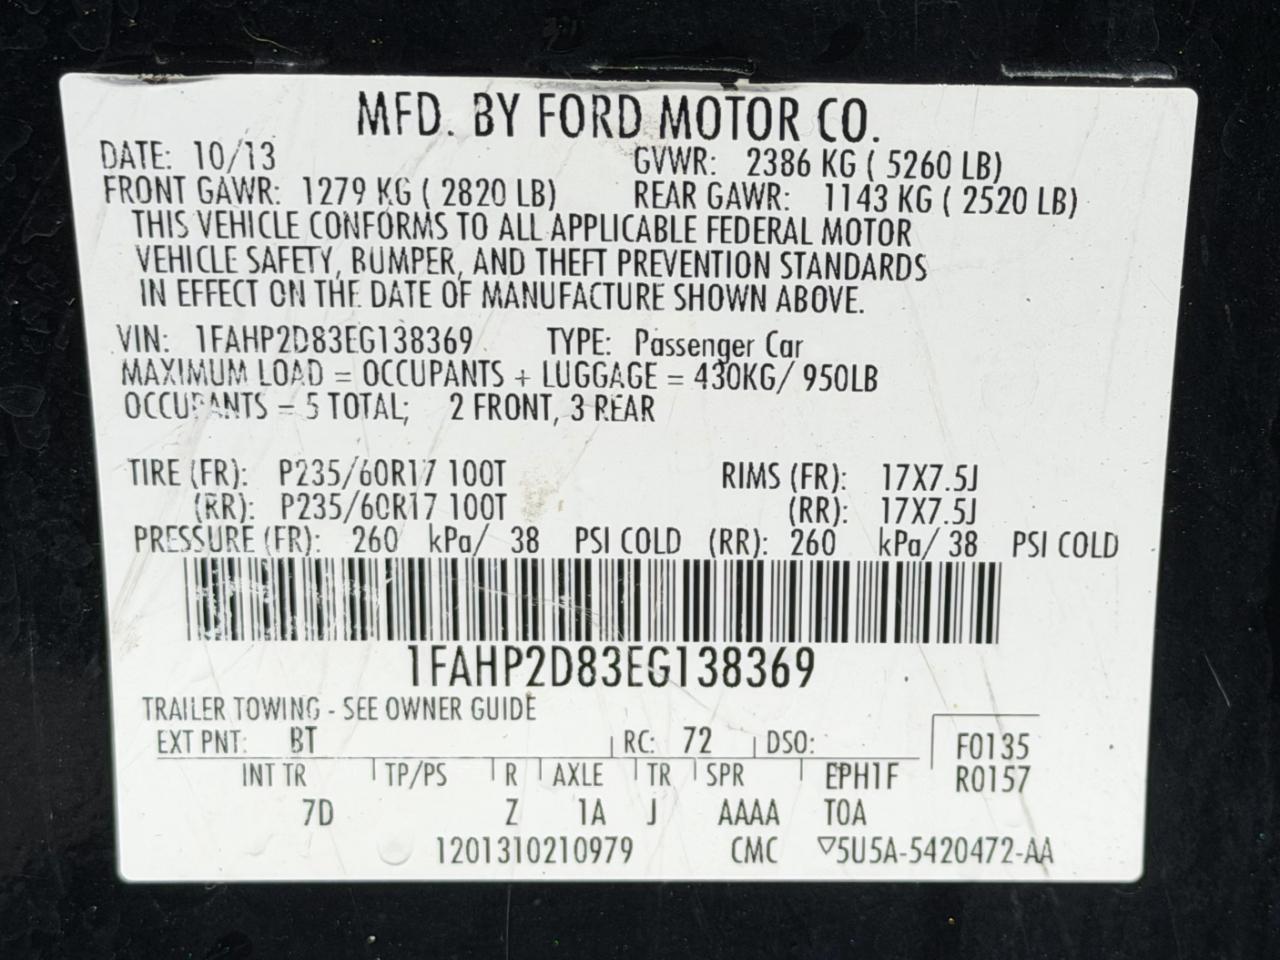 MFD. BY FORD MOTOR CO.
DATE: 10/13 GVWR: 2386 KG ( 5260 LB)
FRONT GAWR: 1279 KG ( 2820 LB) REAR GAWR: 1143 KG ( 2520 LB)
THIS VEHICLE CONFORMS TO ALL APPLICABLE FEDERAL MOTOR
VEHICLE SAFETY, BUMPER, AND THEFT PREVENTION STANDARDS
IN EFFECT ON THE DATE OF MANUFACTURE SHOWN ABOVE.
VIN: 1FAHP2D83EG138369 TYPE: Passenger Car
MAXIMUM LOAD = OCCUPANTS + LUGGAGE = 430KG/ 950LB
OCCUPANTS = 5 TOTAL; 2 FRONT, 3 REAR
TIRE (FR): P235/60R17 100T RIMS (FR): 17X7.5J
(RR): P235/60R17 100T (RR): 17X7.5J
PRESSURE (FR): 260 kPa/ 38 PSI COLD (RR): 260 kPa/ 38 PSI COLD
1FAHP2D83EG138369
TRAILER TOWING - SEE OWNER GUIDE
EXT PNT: BT RC: 72 DSO: F0135
INT TR TP/PS R AXLE TR SPR EPH1F R0157
7D Z 1A J AAAA TOA
1201310210979 CMC ▽5U5A-5420472-AA